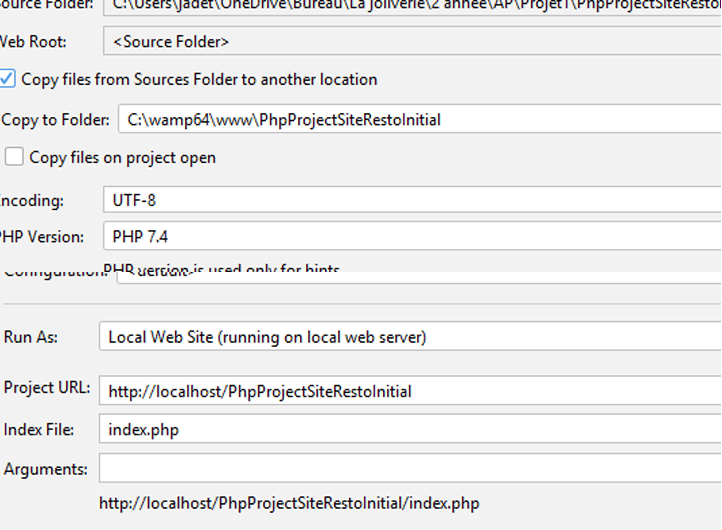 Source Folder: C:\Users\jadet\OneDrive\Bureau\La joliverie\2 année\AP\Projet1\PhpProjectSiteResto
Web Root: <Source Folder>
Copy files from Sources Folder to another location
Copy to Folder: C:\wamp64\www\PhpProjectSiteRestoInitial
Copy files on project open
Encoding: UTF-8
PHP Version: PHP 7.4
Configuration: PHP version is used only for hints
Run As: Local Web Site (running on local web server)
Project URL: http://localhost/PhpProjectSiteRestoInitial
Index File: index.php
Arguments:
http://localhost/PhpProjectSiteRestoInitial/index.php